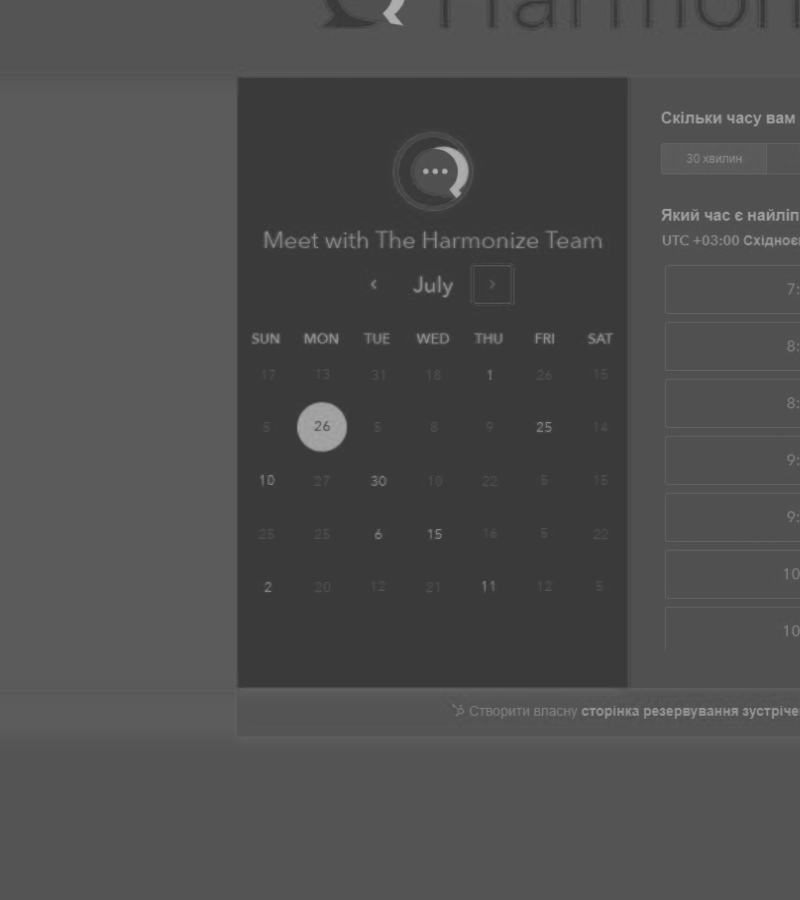 Harmon
Meet with The Harmonize Team
July
SUN MON TUE WED THU FRI SAT
17 13 31 18 1 26 15
5 26 5 8 9 25 14
10 27 30 10 22 5 15
25 25 6 15 16 5 22
2 20 12 21 11 12 5
Скільки часу вам
30 хвилин
Який час є найліп
UTC +03:00 Східноє
7:
8:
8:
9:
9:
10
10
Створити власну сторінка резервування зустріче